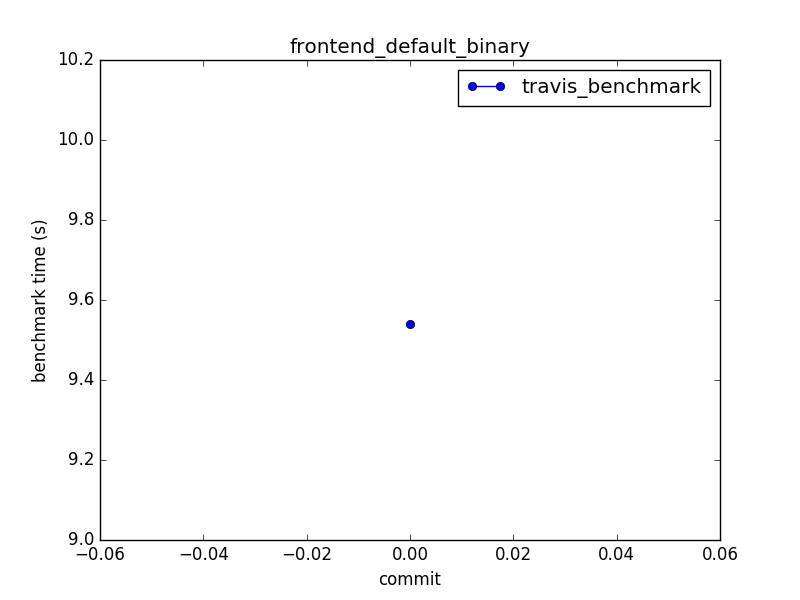 frontend_default_binary
travis_benchmark
10.2
10.0
9.8
9.6
9.4
9.2
9.0
benchmark time (s)
−0.06 −0.04 −0.02 0.00 0.02 0.04 0.06
commit